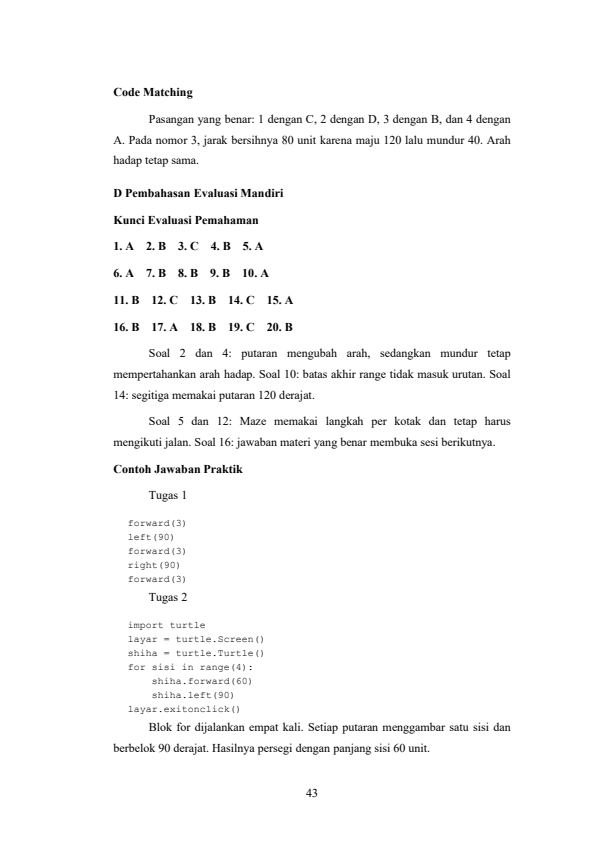 Code Matching
Pasangan yang benar: 1 dengan C, 2 dengan D, 3 dengan B, dan 4 dengan
A. Pada nomor 3, jarak bersihnya 80 unit karena maju 120 lalu mundur 40. Arah
hadap tetap sama.
D Pembahasan Evaluasi Mandiri
Kunci Evaluasi Pemahaman
1. A 2. B 3. C 4. B 5. A
6. A 7. B 8. B 9. B 10. A
11. B 12. C 13. B 14. C 15. A
16. B 17. A 18. B 19. C 20. B
Soal 2 dan 4: putaran mengubah arah, sedangkan mundur tetap
mempertahankan arah hadap. Soal 10: batas akhir range tidak masuk urutan. Soal
14: segitiga memakai putaran 120 derajat.
Soal 5 dan 12: Maze memakai langkah per kotak dan tetap harus
mengikuti jalan. Soal 16: jawaban materi yang benar membuka sesi berikutnya.
Contoh Jawaban Praktik
Tugas 1
forward(3)
left(90)
forward(3)
right(90)
forward(3)
Tugas 2
import turtle
layar = turtle.Screen()
shiha = turtle.Turtle()
for sisi in range(4):
    shiha.forward(60)
    shiha.left(90)
layar.exitonclick()
Blok for dijalankan empat kali. Setiap putaran menggambar satu sisi dan
berbelok 90 derajat. Hasilnya persegi dengan panjang sisi 60 unit.
43